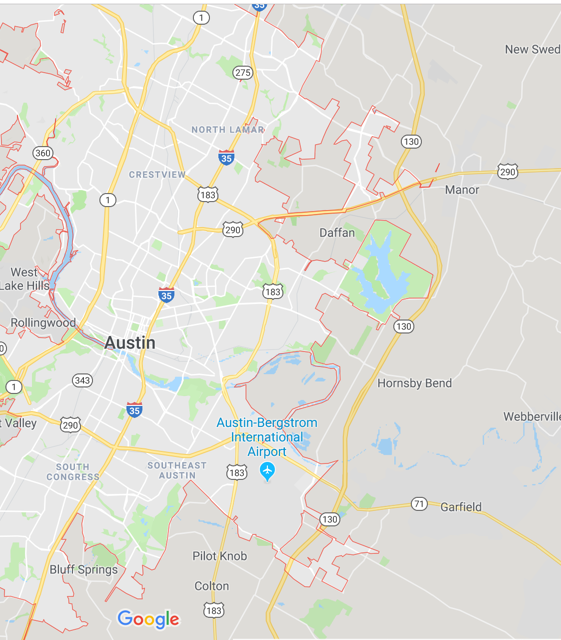 35
1
New Swed
275
NORTH LAMAR
130
360
35
CRESTVIEW
290
183
Manor
1
290
Daffan
West
Lake Hills
183
35
Rollingwood
130
Austin
343
1
Hornsby Bend
35
Webberville
t Valley
290
Austin-Bergstrom
International
Airport
SOUTH
CONGRESS
SOUTHEAST
AUSTIN
183
71
Garfield
130
Pilot Knob
Bluff Springs
Colton
183
Google